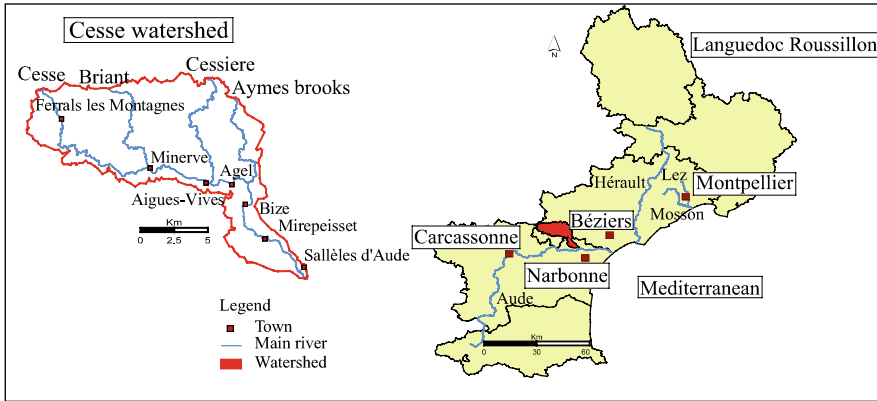 Cesse watershed
Cesse
Briant
Cessiere
Aymes brooks
Ferrals les Montagnes
Minerve
Agel
Aigues-Vives
Bize
Mirepeisset
Sallèles d'Aude
Km
0 2.5 5
Legend
Town
Main river
Watershed
N
Languedoc Roussillon
Hérault
Lez
Montpellier
Mosson
Béziers
Carcassonne
Narbonne
Mediterranean
Aude
Km
0 30 60